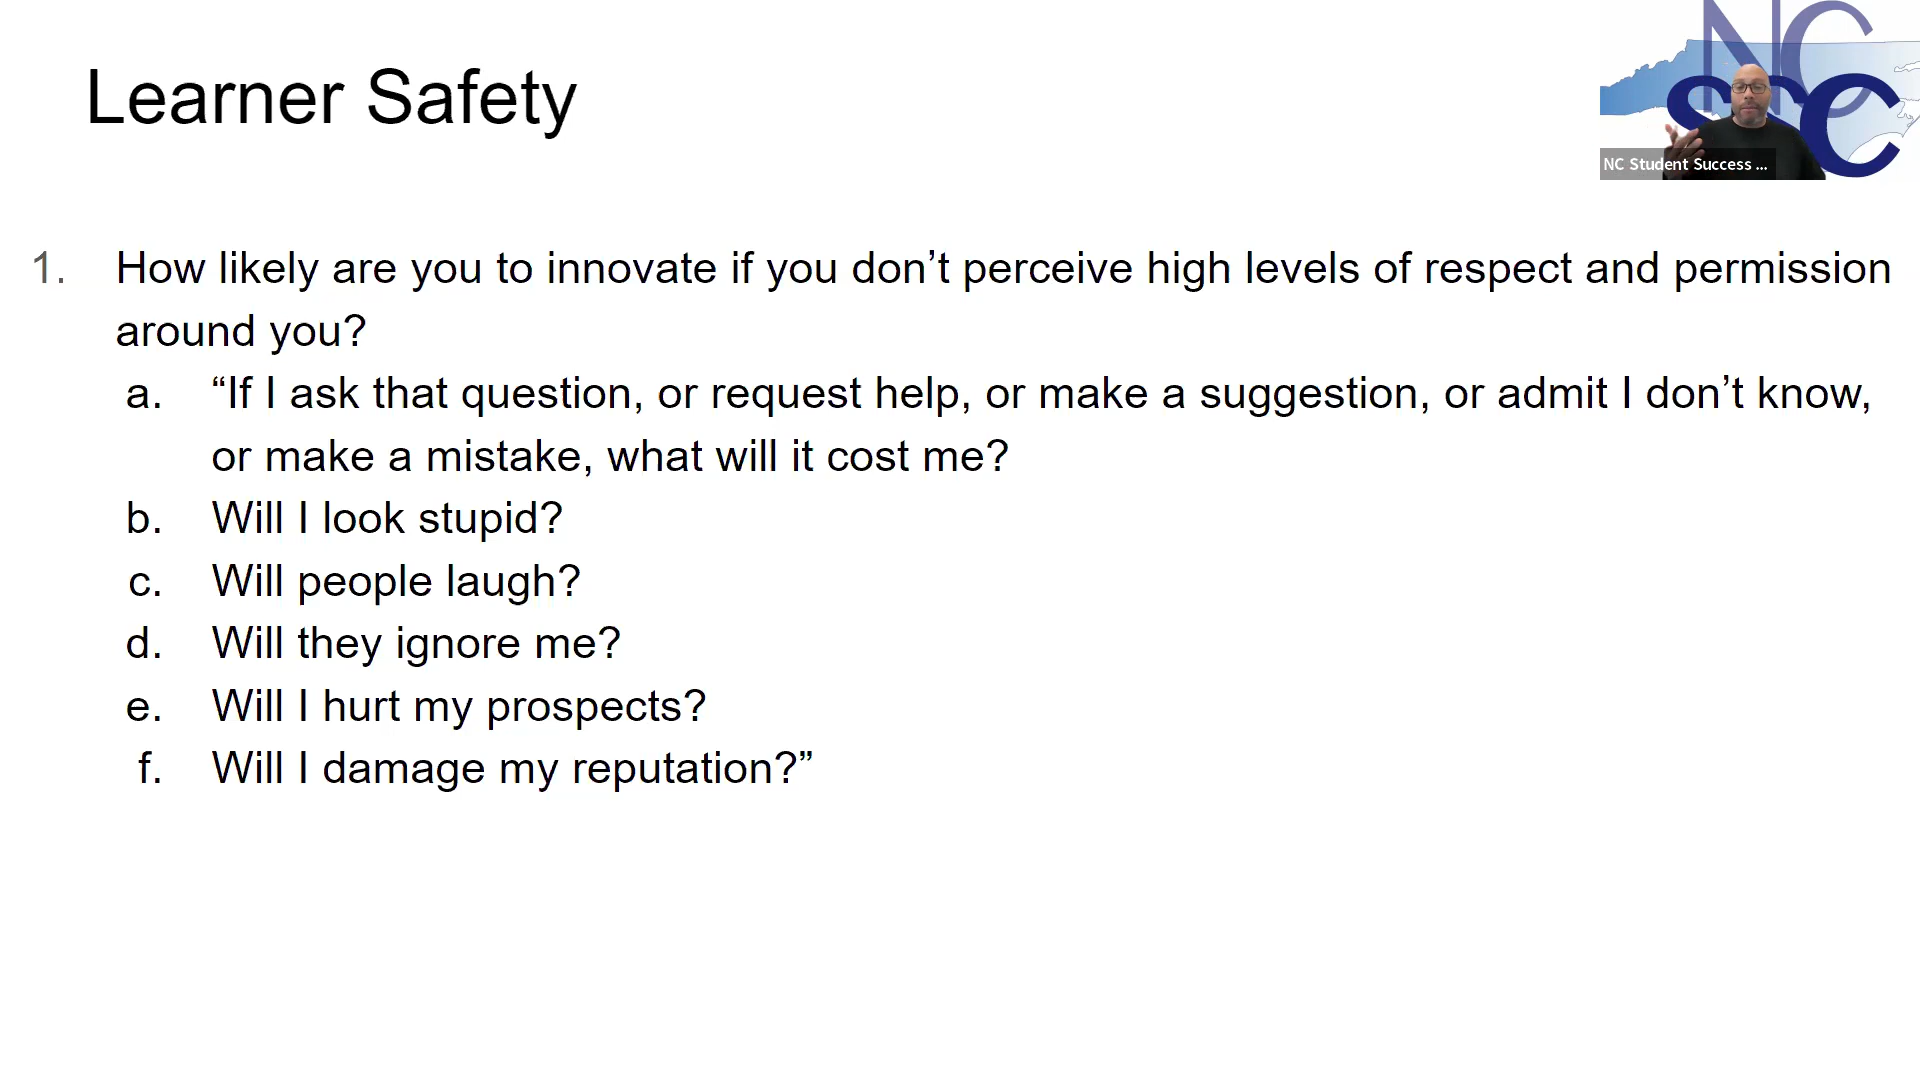 Learner Safety
NC
SSC
NC Student Success ...
1. How likely are you to innovate if you don’t perceive high levels of respect and permission
around you?
a. “If I ask that question, or request help, or make a suggestion, or admit I don’t know,
or make a mistake, what will it cost me?
b. Will I look stupid?
c. Will people laugh?
d. Will they ignore me?
e. Will I hurt my prospects?
f. Will I damage my reputation?”